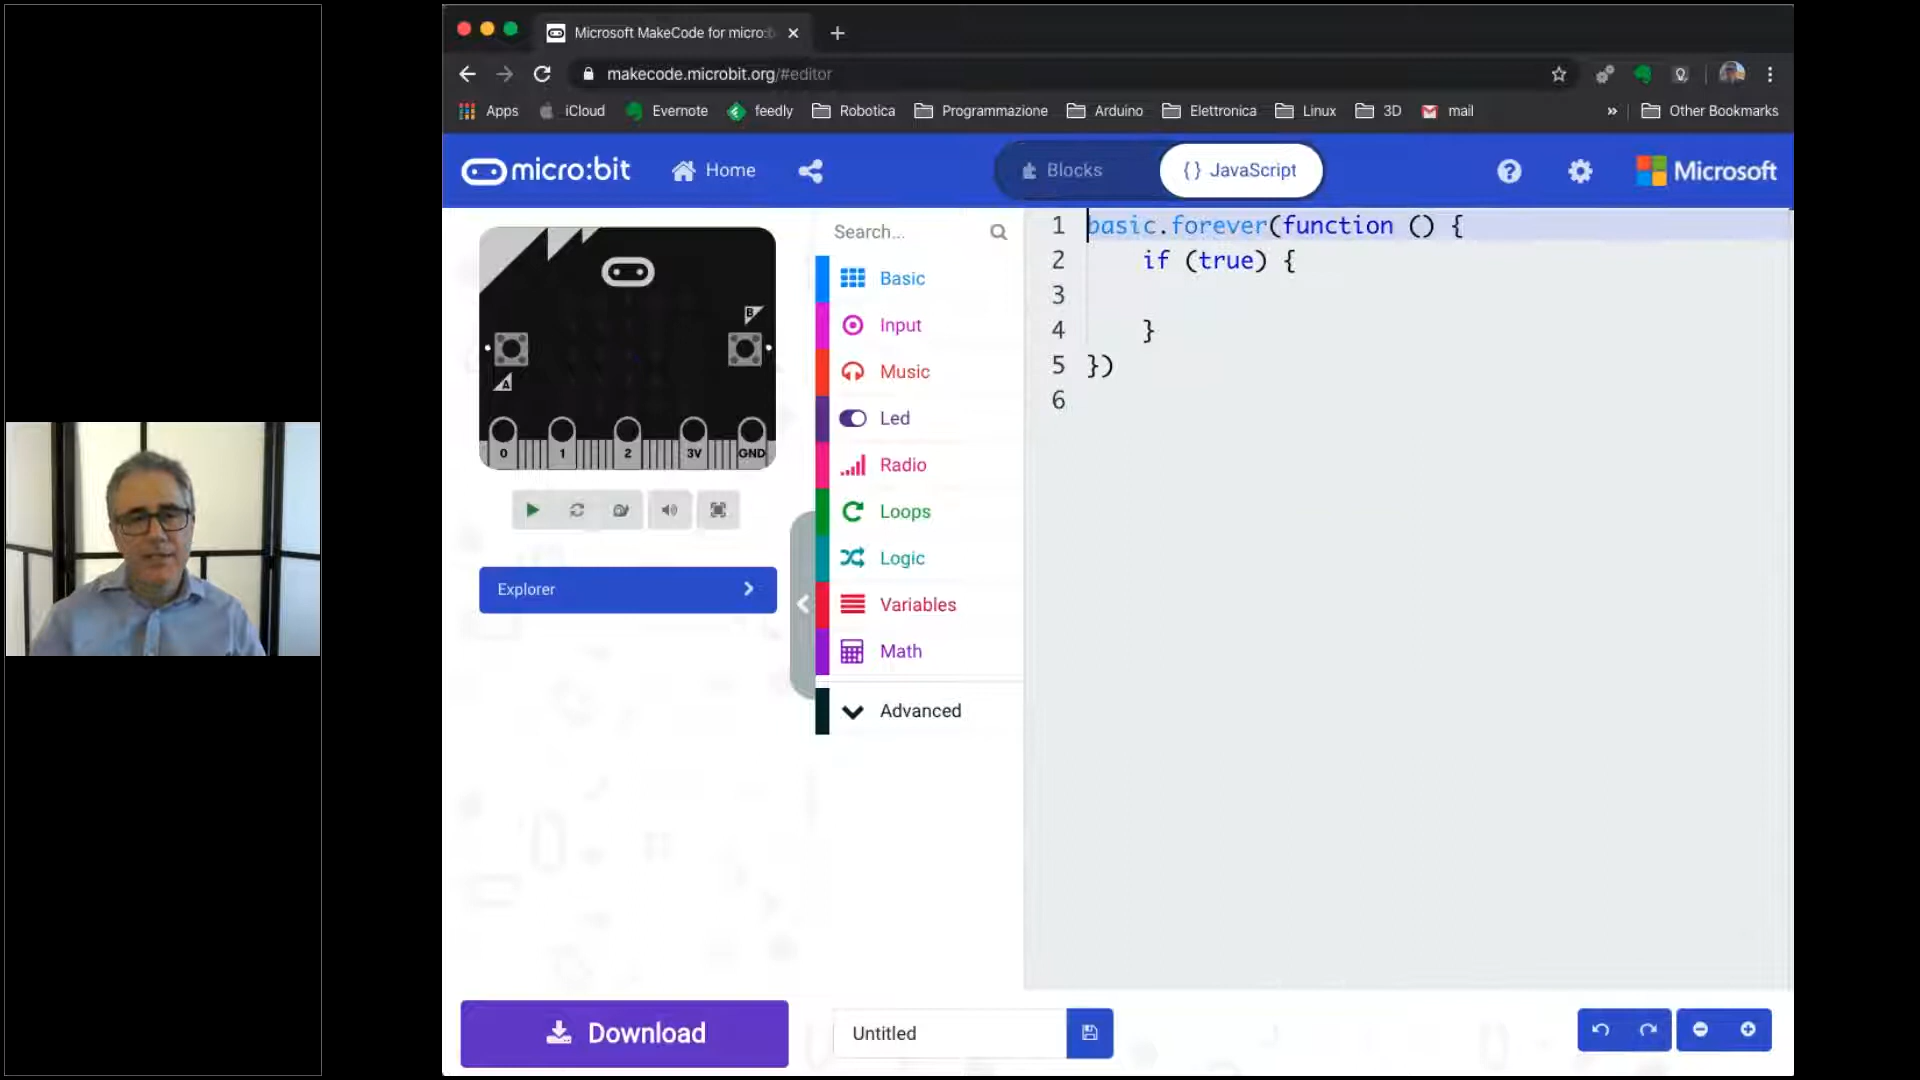 Microsoft MakeCode for micro:b
makecode.microbit.org/#editor
Apps iCloud Evernote feedly Robotica Programmazione Arduino Elettronica Linux 3D mail » Other Bookmarks
micro:bit Home Blocks {} JavaScript ? Microsoft
B
A
0 1 2 3V GND
Explorer
Search...
Basic
Input
Music
Led
Radio
Loops
Logic
Variables
Math
Advanced
1 basic.forever(function () {
2 if (true) {
3
4 }
5 })
6
Download
Untitled